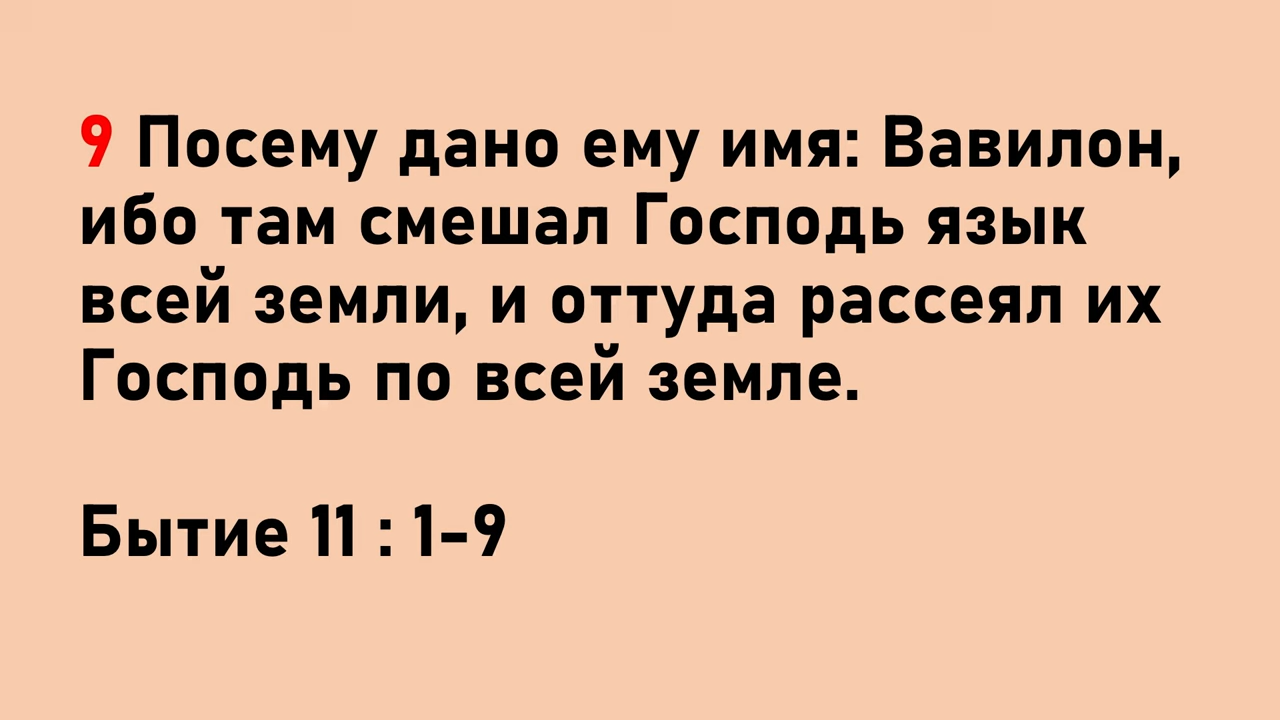 9 Посему дано ему имя: Вавилон,
ибо там смешал Господь язык
всей земли, и оттуда рассеял их
Господь по всей земле.
Бытие 11 : 1-9